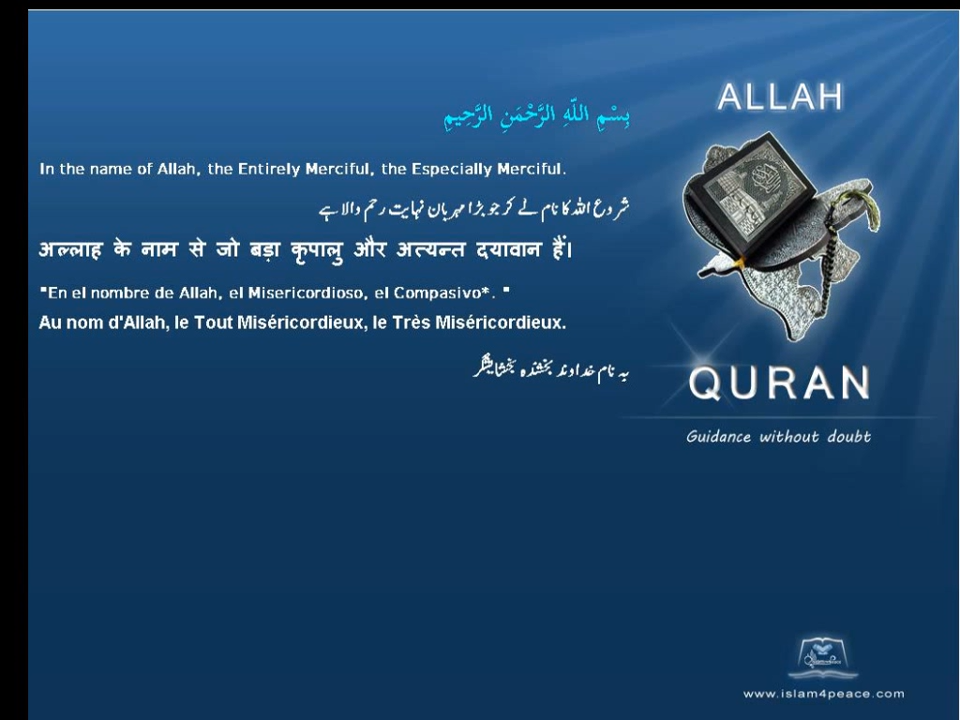 بِسْمِ اللَّهِ الرَّحْمَنِ الرَّحِيمِ
In the name of Allah, the Entirely Merciful, the Especially Merciful.
شروع اللہ کا نام لے کر جو بڑا مہربان نہایت رحم والا ہے
अल्लाह के नाम से जो बड़ा कृपालु और अत्यन्त दयावान हैं।
"En el nombre de Allah, el Misericordioso, el Compasivo*. "
Au nom d'Allah, le Tout Miséricordieux, le Très Miséricordieux.
به نام خداوند بخشنده بخشایشگر
ALLAH
QURAN
Guidance without doubt
www.islam4peace.com